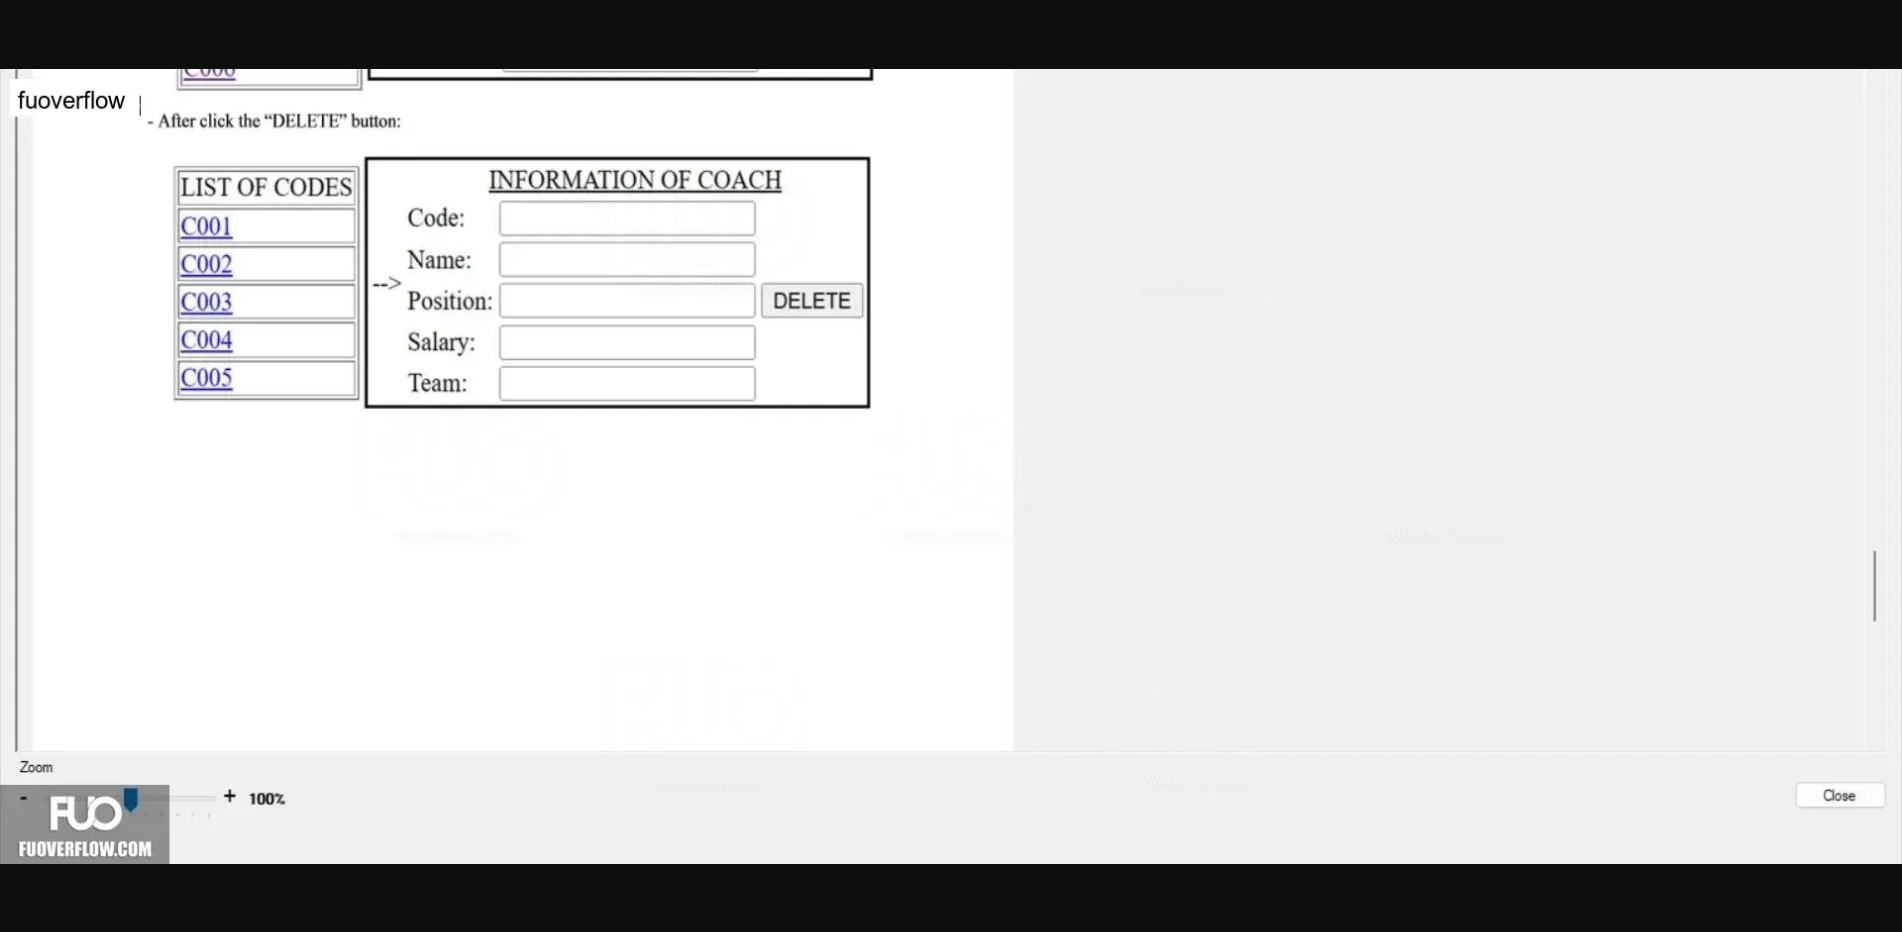 C006
fuoverflow
- After click the “DELETE” button:
LIST OF CODES
C001
C002
C003
C004
C005
INFORMATION OF COACH
Code:
Name:
-->
Position:
DELETE
Salary:
Team:
Zoom
- + 100%
Close
FUO
FUOVERFLOW.COM